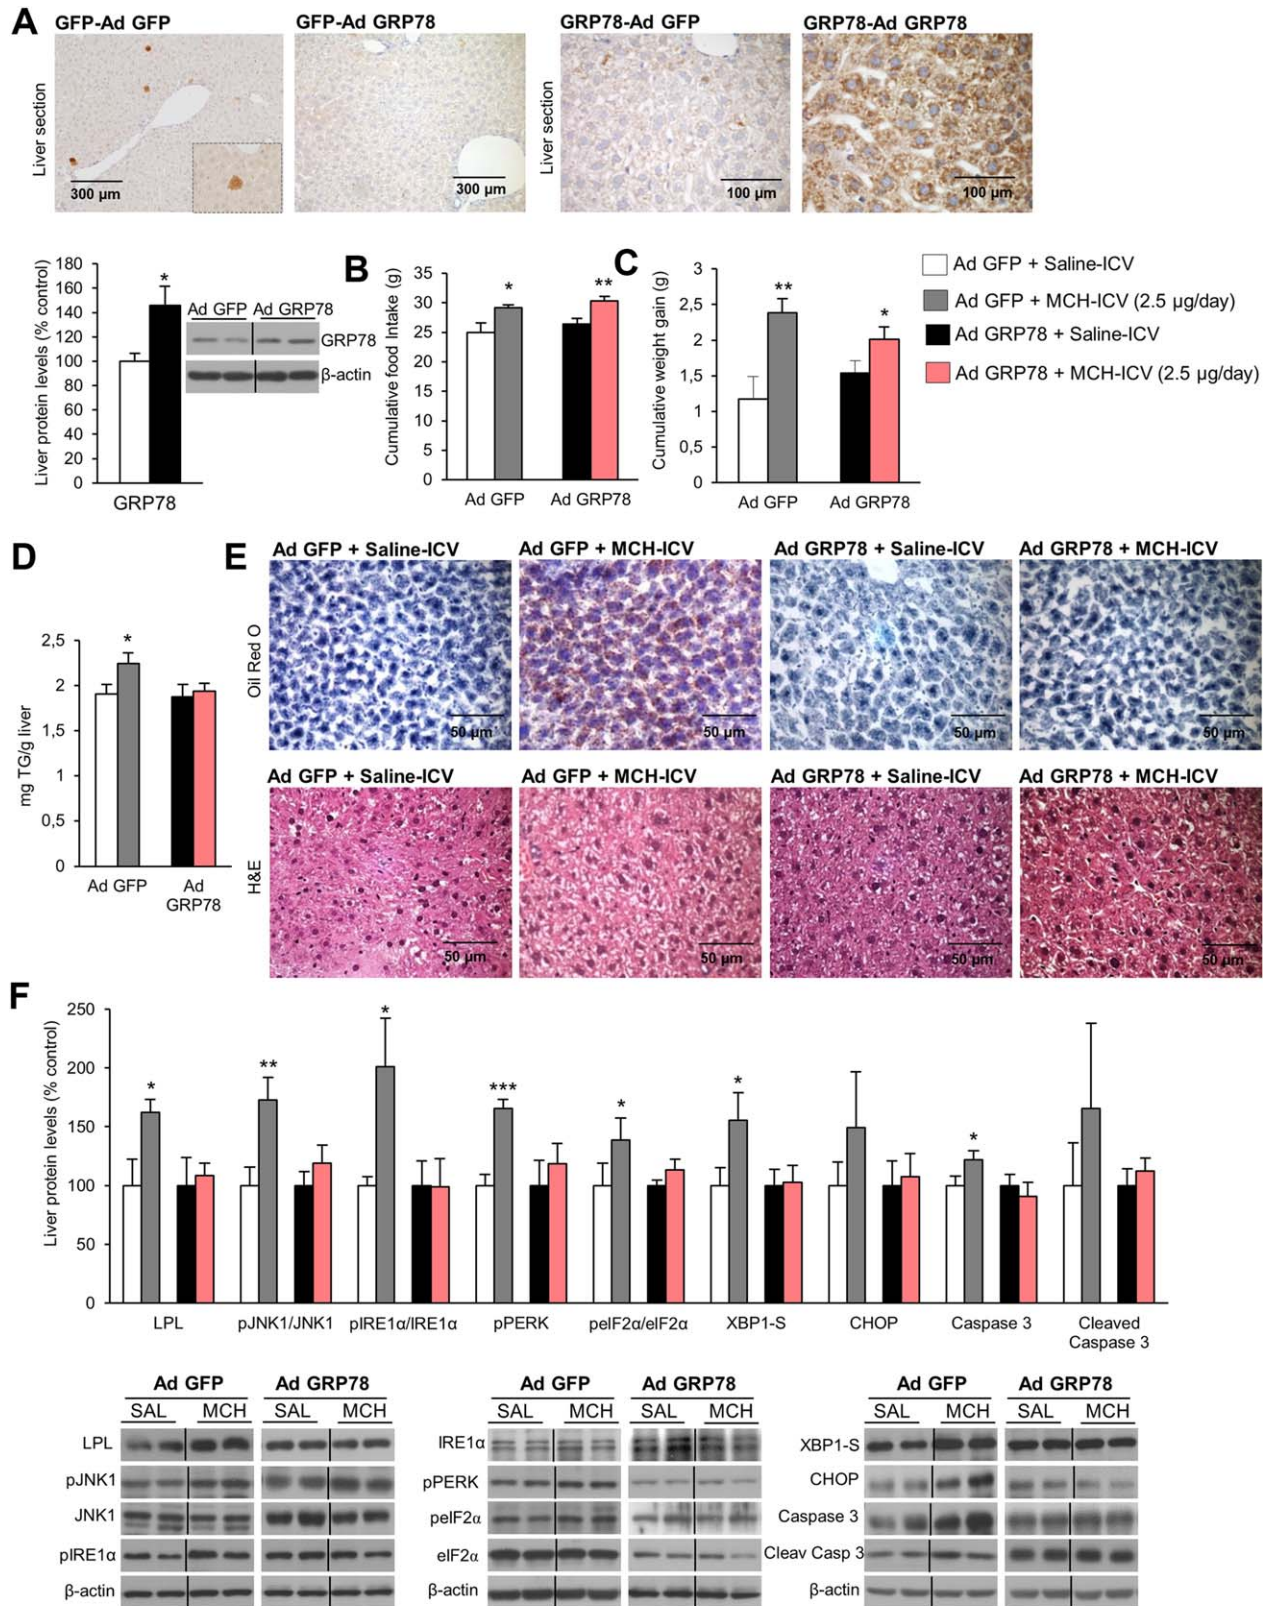 A
GFP-Ad GFP
GFP-Ad GRP78
GRP78-Ad GFP
GRP78-Ad GRP78
Liver section
300 µm
300 µm
Liver section
100 µm
100 µm
Liver protein levels (% control)
180
160
140
120
100
80
60
40
20
0
*
GRP78
Ad GFP Ad GRP78
GRP78
β-actin
B
Cumulative food Intake (g)
35
30
25
20
15
10
5
0
*
**
Ad GFP
Ad GRP78
C
Cumulative weight gain (g)
3
2,5
2
1,5
1
0,5
0
**
*
Ad GFP
Ad GRP78
Ad GFP + Saline-ICV
Ad GFP + MCH-ICV (2.5 µg/day)
Ad GRP78 + Saline-ICV
Ad GRP78 + MCH-ICV (2.5 µg/day)
D
mg TG/g liver
2,5
2
1,5
1
0,5
0
*
Ad GFP
Ad
GRP78
E
Ad GFP + Saline-ICV
Ad GFP + MCH-ICV
Ad GRP78 + Saline-ICV
Ad GRP78 + MCH-ICV
Oil Red O
50 µm
50 µm
50 µm
50 µm
Ad GFP + Saline-ICV
Ad GFP + MCH-ICV
Ad GRP78 + Saline-ICV
Ad GRP78 + MCH-ICV
H&E
50 µm
50 µm
50 µm
50 µm
F
Liver protein levels (% control)
250
200
150
100
50
0
*
**
*
***
*
*
*
LPL
pJNK1/JNK1
pIRE1α/IRE1α
pPERK
peIF2α/eIF2α
XBP1-S
CHOP
Caspase 3
Cleaved
Caspase 3
Ad GFP Ad GRP78
SAL MCH SAL MCH
LPL
pJNK1
JNK1
pIRE1α
β-actin
Ad GFP Ad GRP78
SAL MCH SAL MCH
IRE1α
pPERK
peIF2α
eIF2α
β-actin
Ad GFP Ad GRP78
SAL MCH SAL MCH
XBP1-S
CHOP
Caspase 3
Cleav Casp 3
β-actin